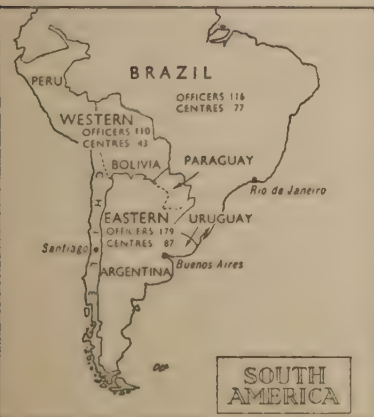 PERU
BRAZIL
OFFICERS 116
CENTRES 77
WESTERN
OFFICERS 110
CENTRES 43
BOLIVIA
PARAGUAY
CHILE
Rio de Janeiro
EASTERN
URUGUAY
OFFICERS 179
CENTRES 87
Santiago
Buenos Aires
ARGENTINA
SOUTH
AMERICA